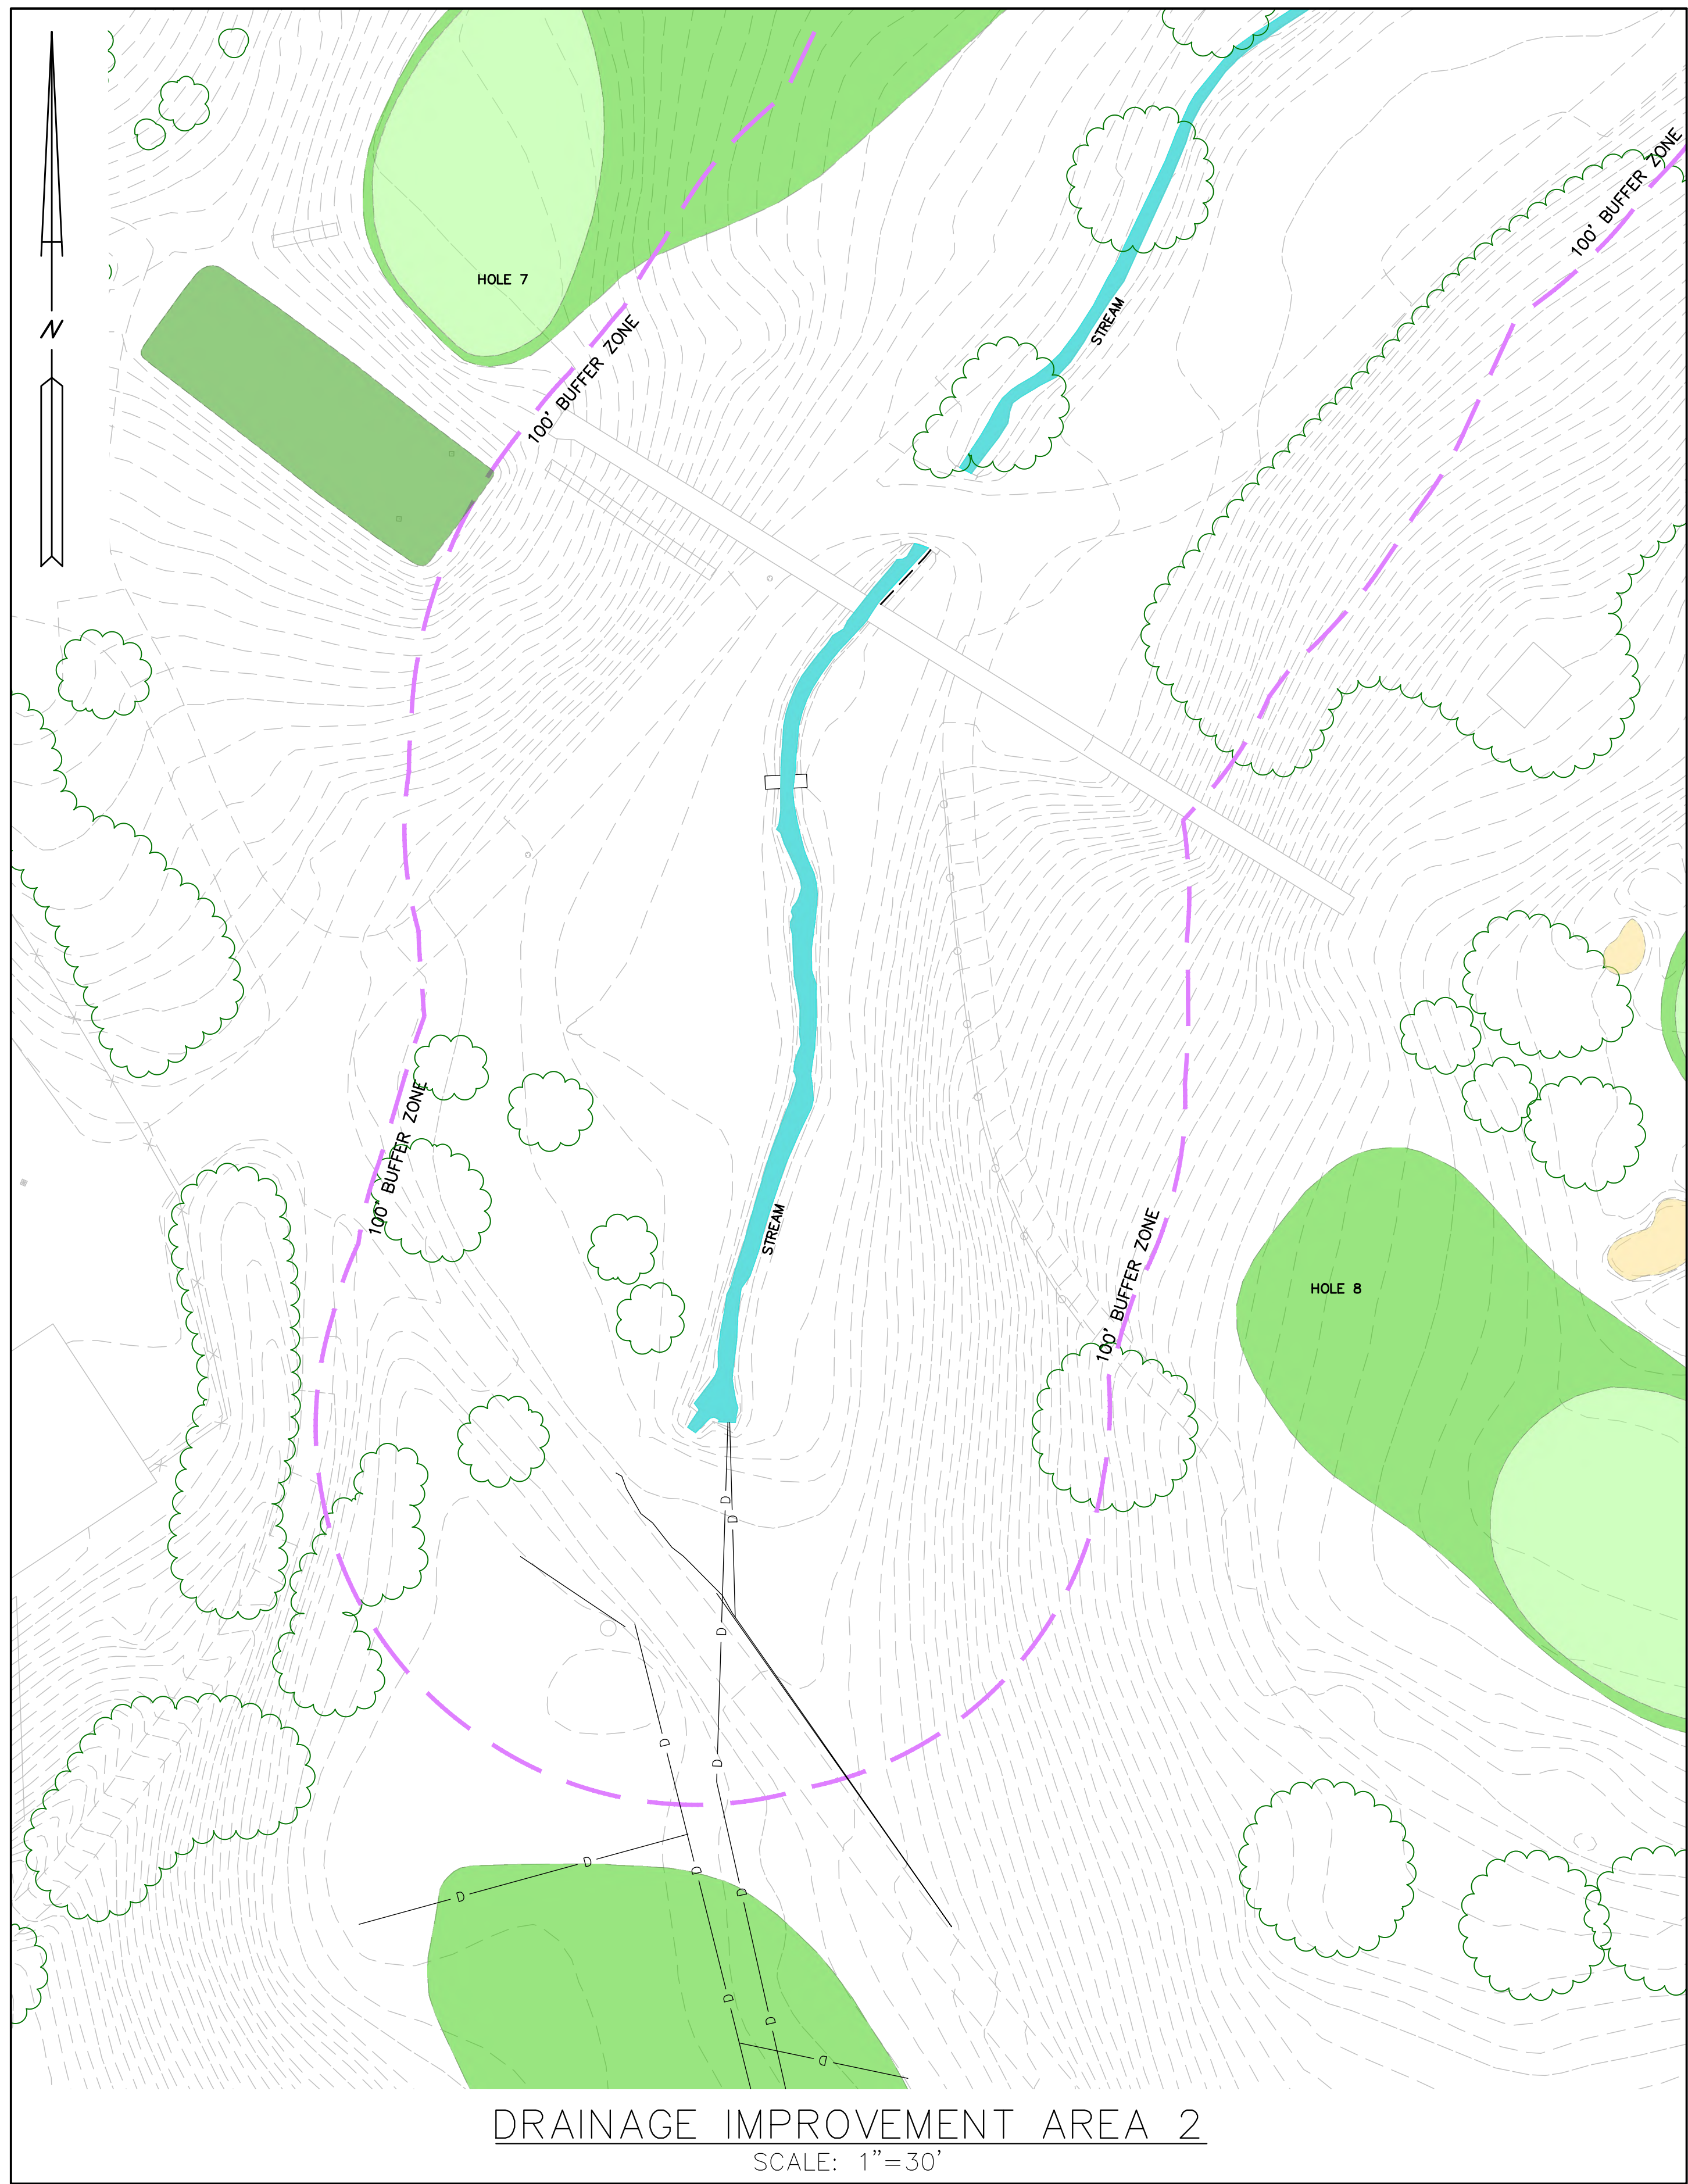 100' BUFFER ZONE
N
HOLE 7
STREAM
100' BUFFER ZONE
100' BUFFER ZONE
STREAM
100' BUFFER ZONE
HOLE 8
D
D
D
D
D
D
D
D
D
D
D
D
DRAINAGE IMPROVEMENT AREA 2
SCALE: 1"=30'